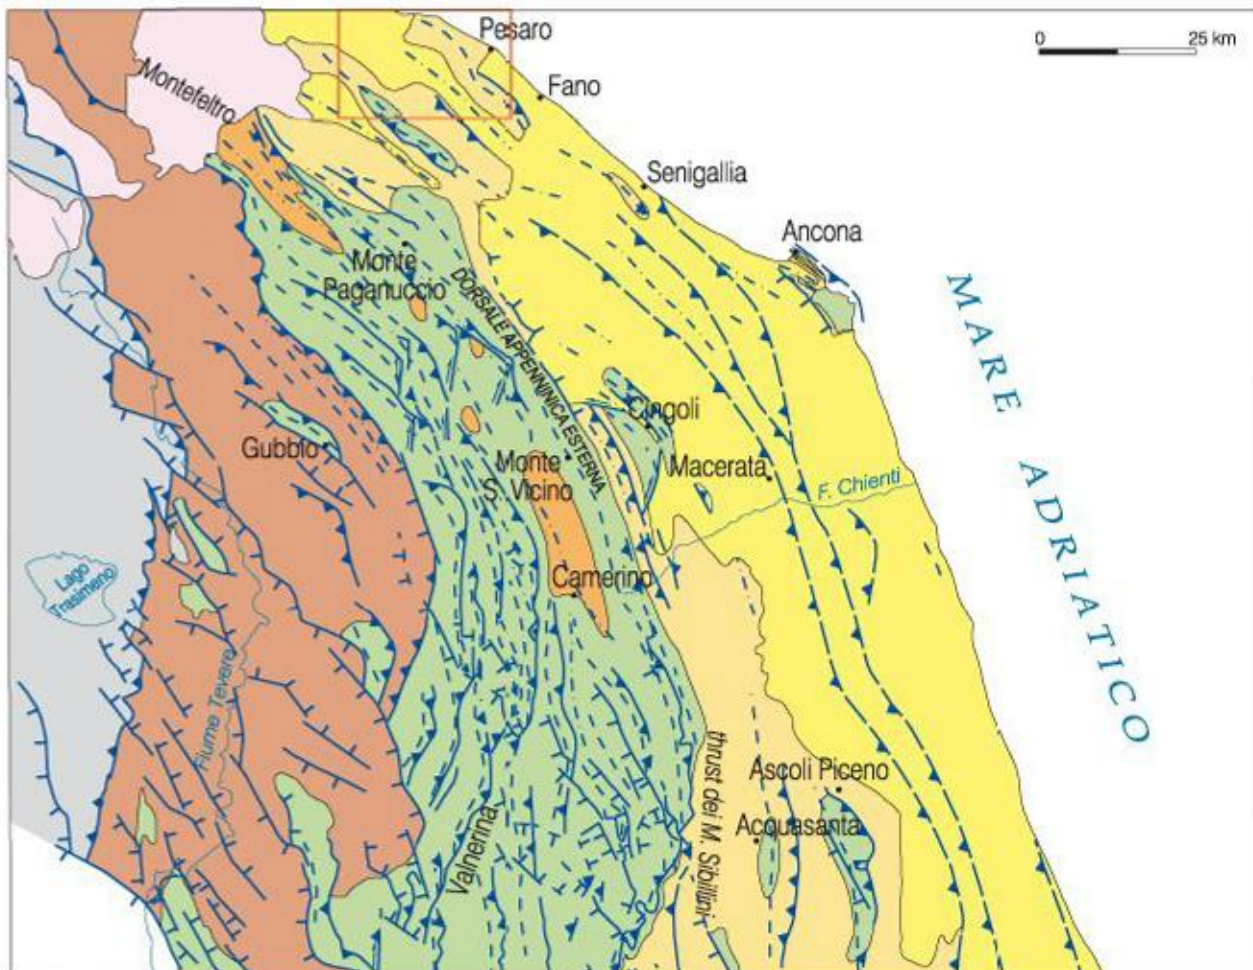 Pesaro
0 25 km
Montefeltro
Fano
Senigallia
Ancona
Monte
Paganuccio
DORSALE APPENNINICA ESTERNA
MARE ADRIATICO
Cingoli
Gubbio
Monte
S. Vicino
Macerata
F. Chienti
Lago
Trasimeno
Camerino
Fiume Tevere
thrust dei M. Sibillini
Ascoli Piceno
Acquasanta
Valnerina